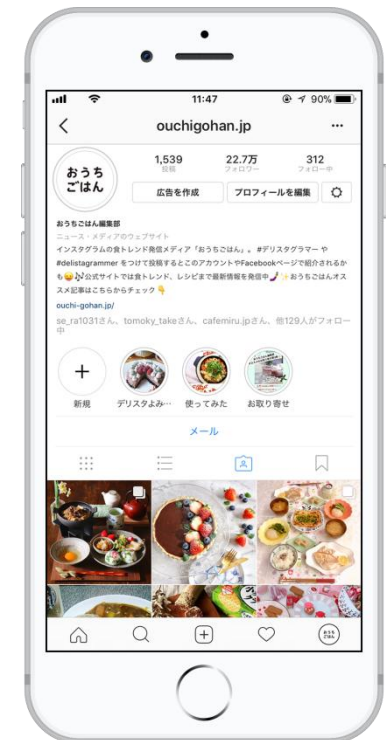 11:47
90%
ouchigohan.jp
おうち
ごはん
1,539
22.7万
312
投稿
フォロワー
フォロー中
広告を作成
プロフィールを編集
おうちごはん編集部
ニュース・メディアのウェブサイト
インスタグラムの食トレンド発信メディア「おうちごはん」。 #デリスタグラマー や
#delistagrammer をつけて投稿するとこのアカウントやFacebookページで紹介されるか
も😛🎶公式サイトでは食トレンド、レシピまで最新情報を発信中🤳✨おうちごはんオス
スメ記事はこちらからチェック👇
ouchi-gohan.jp/
se_ra1031さん、tomoky_takeさん、cafemiru.jpさん、他129人がフォロー
中
新規
デリスタよみ…
使ってみた
お取り寄せ
メール
おうち
ごはん